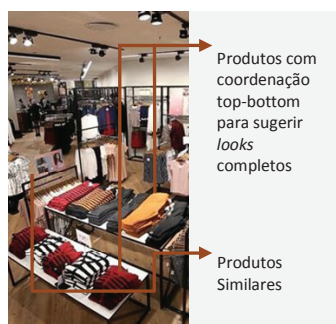 Produtos com
coordenação
top-bottom
para sugerir
looks
completos
Produtos
Similares